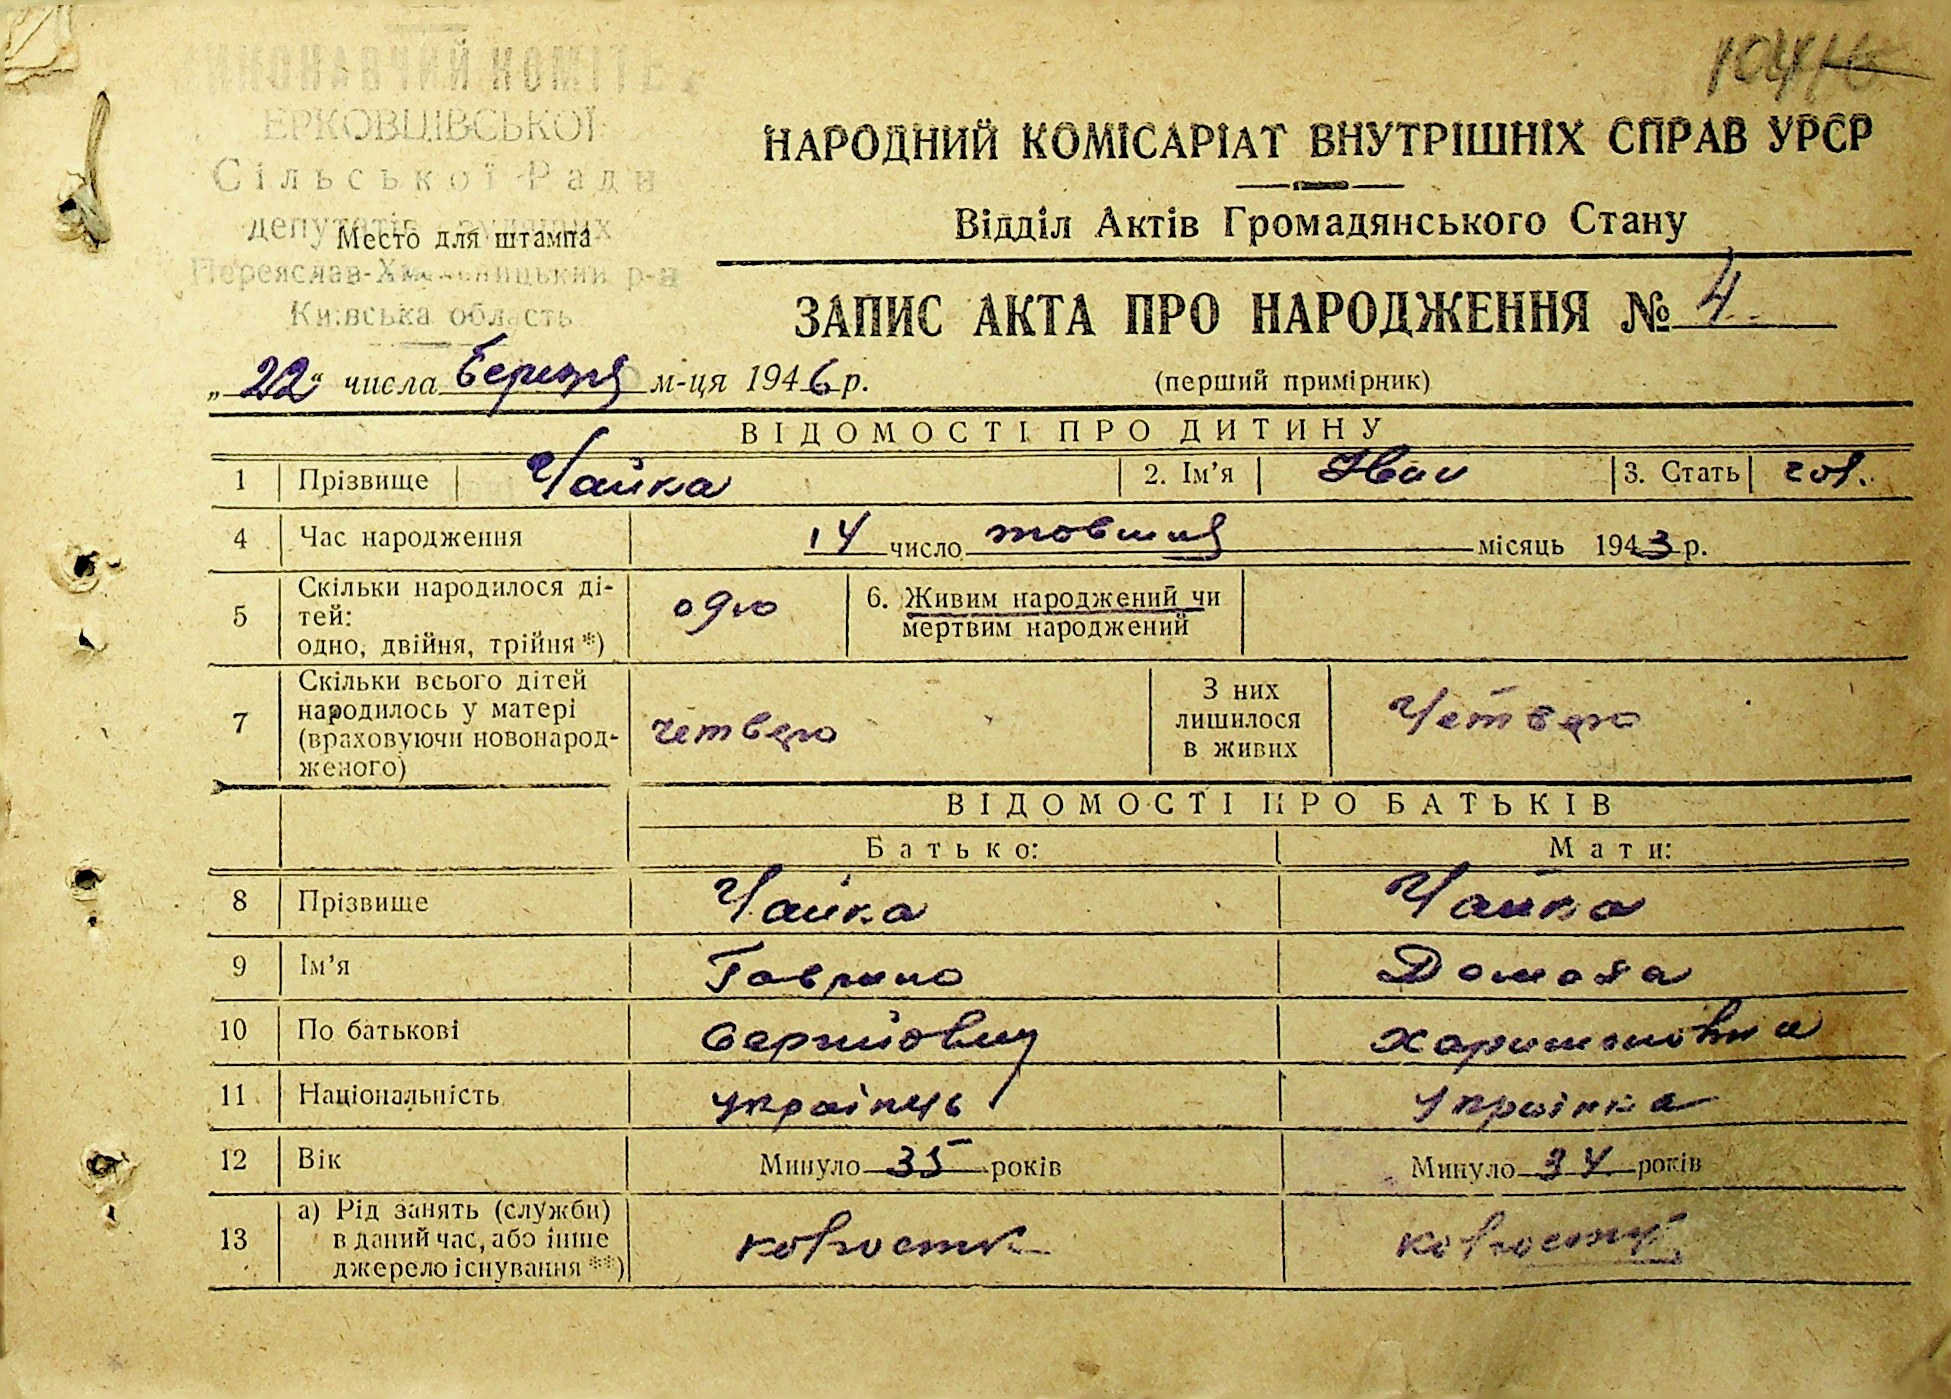 ВИКОНАВЧИЙ КОМІТЕТ
ЕРКОВЦІВСЬКОЇ
Сільської Ради
депутатів трудящих
Место для штампа
Переяслав-Хмельницький р-н
Київська область
НАРОДНИЙ КОМІСАРІАТ ВНУТРІШНІХ СПРАВ УРСР
Відділ Актів Громадянського Стану
ЗАПИС АКТА ПРО НАРОДЖЕННЯ № 4
„22“ числа березня м-ця 1946 р.
(перший примірник)
ВІДОМОСТІ ПРО ДИТИНУ
1 Прізвище Чайка 2. Ім'я Іван 3. Стать чол.
4 Час народження 14 число жовтня місяць 1943 р.
5 Скільки народилося ді-
тей:
одно, двійня, трійня *) одно 6. Живим народжений чи
мертвим народжений
7 Скільки всього дітей
народилось у матері
(враховуючи новонарод-
женого) четверо З них
лишилося
в живих Четверо
ВІДОМОСТІ ПРО БАТЬКІВ
Батько: Мати:
8 Прізвище Чайка Чайка
9 Ім'я Гаврило Домаха
10 По батькові Сергійович Харитоновна
11 Національність українець Українка
12 Вік Минуло 35 років Минуло 34 років
13 а) Рід занять (служби)
в даний час, або інше
джерело існування **) колгоспник